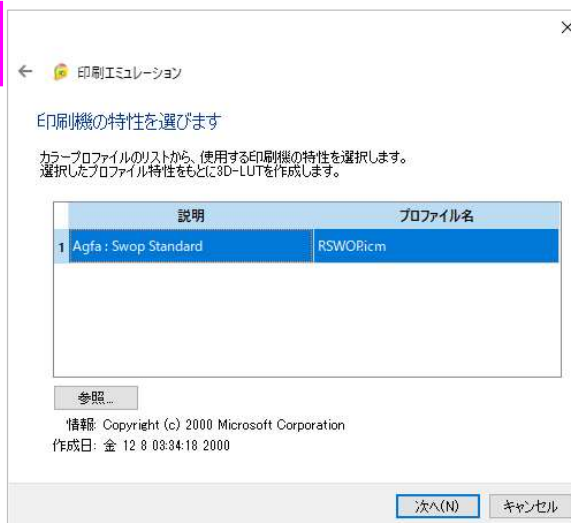 印刷エミュレーション
印刷機の特性を選びます
カラープロファイルのリストから、使用する印刷機の特性を選択します。
選択したプロファイル特性をもとに3D-LUTを作成します。
説明 プロファイル名
1 Agfa : Swop Standard RSWOP.icm
参照...
情報: Copyright (c) 2000 Microsoft Corporation
作成日: 金 12 8 03:34:18 2000
次へ(N) キャンセル